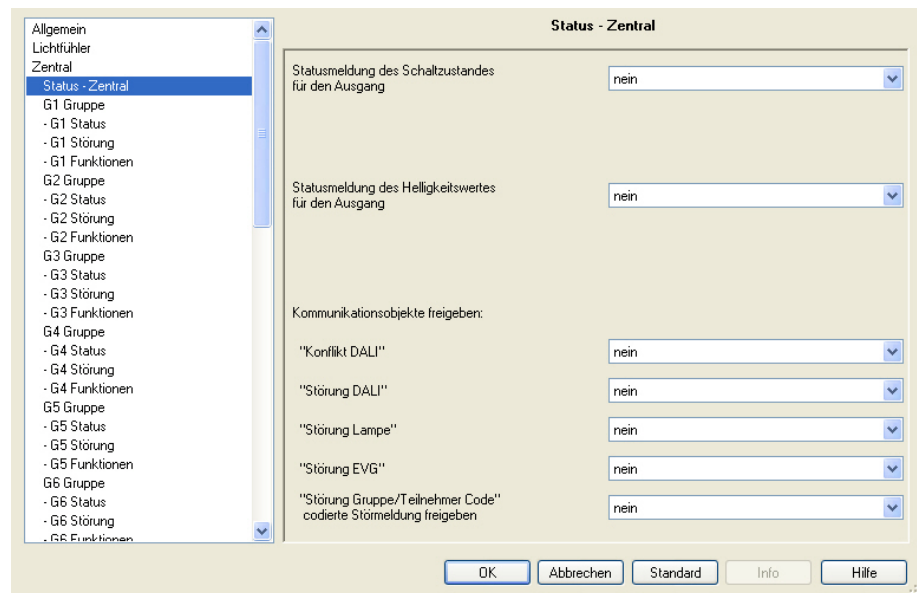 Allgemein
Lichtfühler
Zentral
Status - Zentral
G1 Gruppe
- G1 Status
- G1 Störung
- G1 Funktionen
G2 Gruppe
- G2 Status
- G2 Störung
- G2 Funktionen
G3 Gruppe
- G3 Status
- G3 Störung
- G3 Funktionen
G4 Gruppe
- G4 Status
- G4 Störung
- G4 Funktionen
G5 Gruppe
- G5 Status
- G5 Störung
- G5 Funktionen
G6 Gruppe
- G6 Status
- G6 Störung
- G6 Funktionen
Status - Zentral
Statusmeldung des Schaltzustandes
für den Ausgang
nein
Statusmeldung des Helligkeitswertes
für den Ausgang
nein
Kommunikationsobjekte freigeben:
"Konflikt DALI"
nein
"Störung DALI"
nein
"Störung Lampe"
nein
"Störung EVG"
nein
"Störung Gruppe/Teilnehmer Code"
codierte Störmeldung freigeben
nein
OK
Abbrechen
Standard
Info
Hilfe